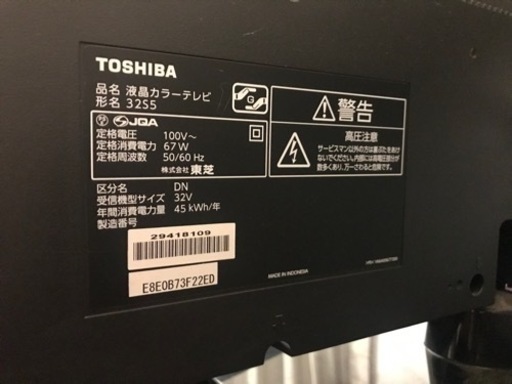 TOSHIBA
品名 液晶カラーテレビ
形名 32S5
G
JQA
定格電圧 100V～
定格消費電力 67W
定格周波数 50/60 Hz
株式会社 東芝
区分名 DN
受信機型サイズ 32V
年間消費電力量 45 kWh/年
製造番号
29418109
E8E0B73F22ED
警告
高圧注意
サービスマン以外の方は裏ぶたをあけ
ないでください。内部には高電圧部分が
数多くあり、万一さわると危険です。
MADE IN INDONESIA